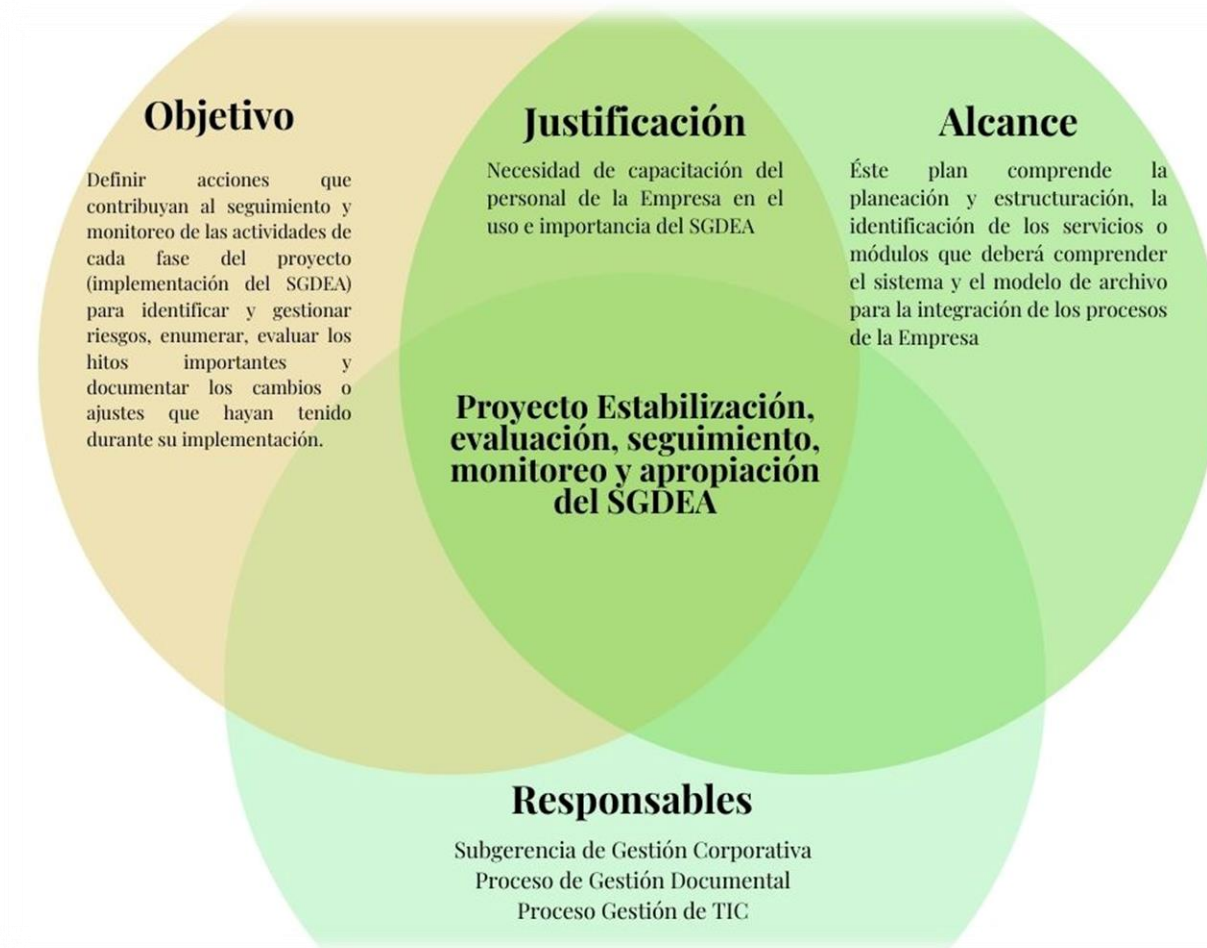 Objetivo
Definir acciones que
contribuyan al seguimiento y
monitoreo de las actividades de
cada fase del proyecto
(implementación del SGDEA)
para identificar y gestionar
riesgos, enumerar, evaluar los
hitos importantes y
documentar los cambios o
ajustes que hayan tenido
durante su implementación.
Justificación
Necesidad de capacitación del
personal de la Empresa en el
uso e importancia del SGDEA
Alcance
Éste plan comprende la
planeación y estructuración, la
identificación de los servicios o
módulos que deberá comprender
el sistema y el modelo de archivo
para la integración de los procesos
de la Empresa
Proyecto Estabilización,
evaluación, seguimiento,
monitoreo y apropiación
del SGDEA
Responsables
Subgerencia de Gestión Corporativa
Proceso de Gestión Documental
Proceso Gestión de TIC